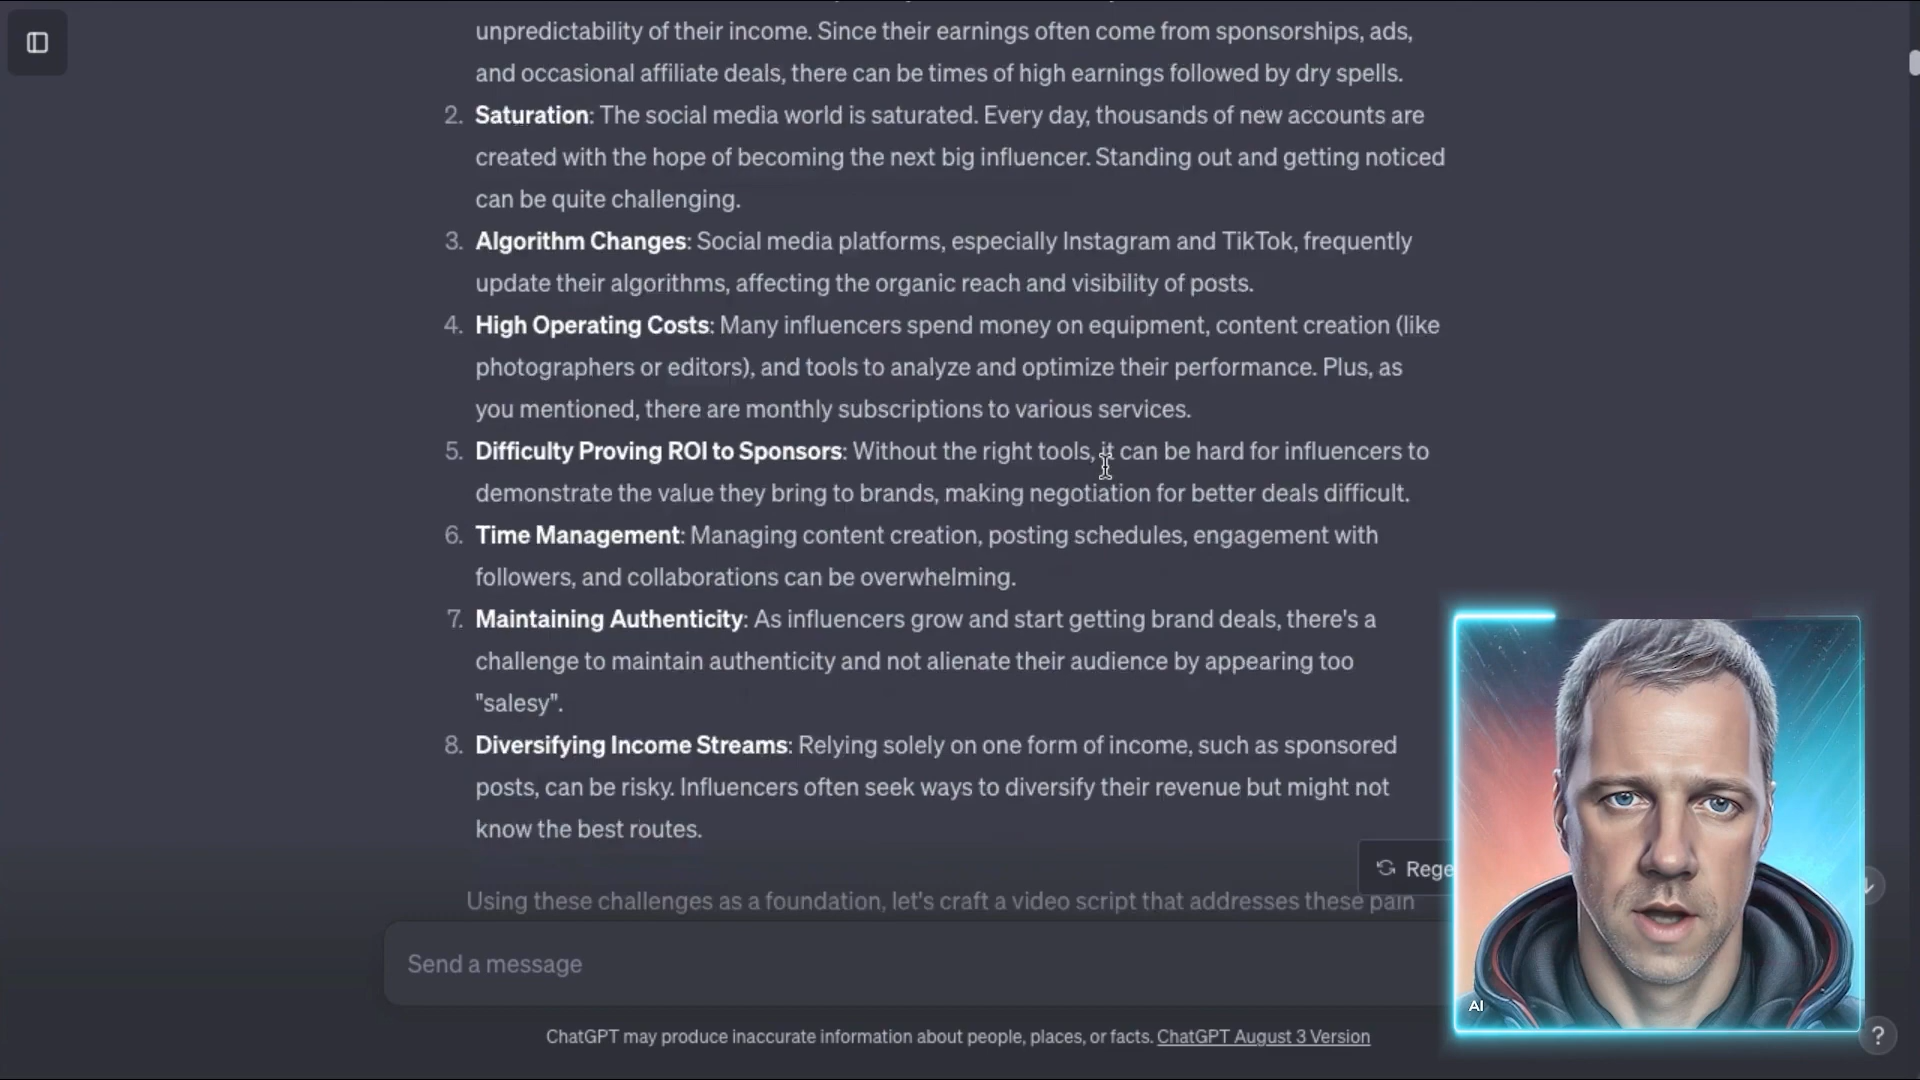 unpredictability of their income. Since their earnings often come from sponsorships, ads,
and occasional affiliate deals, there can be times of high earnings followed by dry spells.
2. Saturation: The social media world is saturated. Every day, thousands of new accounts are
created with the hope of becoming the next big influencer. Standing out and getting noticed
can be quite challenging.
3. Algorithm Changes: Social media platforms, especially Instagram and TikTok, frequently
update their algorithms, affecting the organic reach and visibility of posts.
4. High Operating Costs: Many influencers spend money on equipment, content creation (like
photographers or editors), and tools to analyze and optimize their performance. Plus, as
you mentioned, there are monthly subscriptions to various services.
5. Difficulty Proving ROI to Sponsors: Without the right tools, it can be hard for influencers to
demonstrate the value they bring to brands, making negotiation for better deals difficult.
6. Time Management: Managing content creation, posting schedules, engagement with
followers, and collaborations can be overwhelming.
7. Maintaining Authenticity: As influencers grow and start getting brand deals, there's a
challenge to maintain authenticity and not alienate their audience by appearing too
"salesy".
8. Diversifying Income Streams: Relying solely on one form of income, such as sponsored
posts, can be risky. Influencers often seek ways to diversify their revenue but might not
know the best routes.
Rege
Using these challenges as a foundation, let's craft a video script that addresses these pain
Send a message
AI
ChatGPT may produce inaccurate information about people, places, or facts. ChatGPT August 3 Version
?